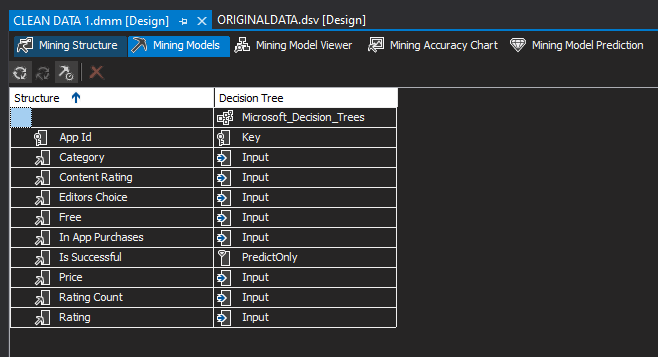 CLEAN DATA 1.dmm [Design] ORIGINALDATA.dsv [Design]
Mining Structure Mining Models Mining Model Viewer Mining Accuracy Chart Mining Model Prediction
Structure Decision Tree
Microsoft_Decision_Trees
App Id Key
Category Input
Content Rating Input
Editors Choice Input
Free Input
In App Purchases Input
Is Successful PredictOnly
Price Input
Rating Count Input
Rating Input